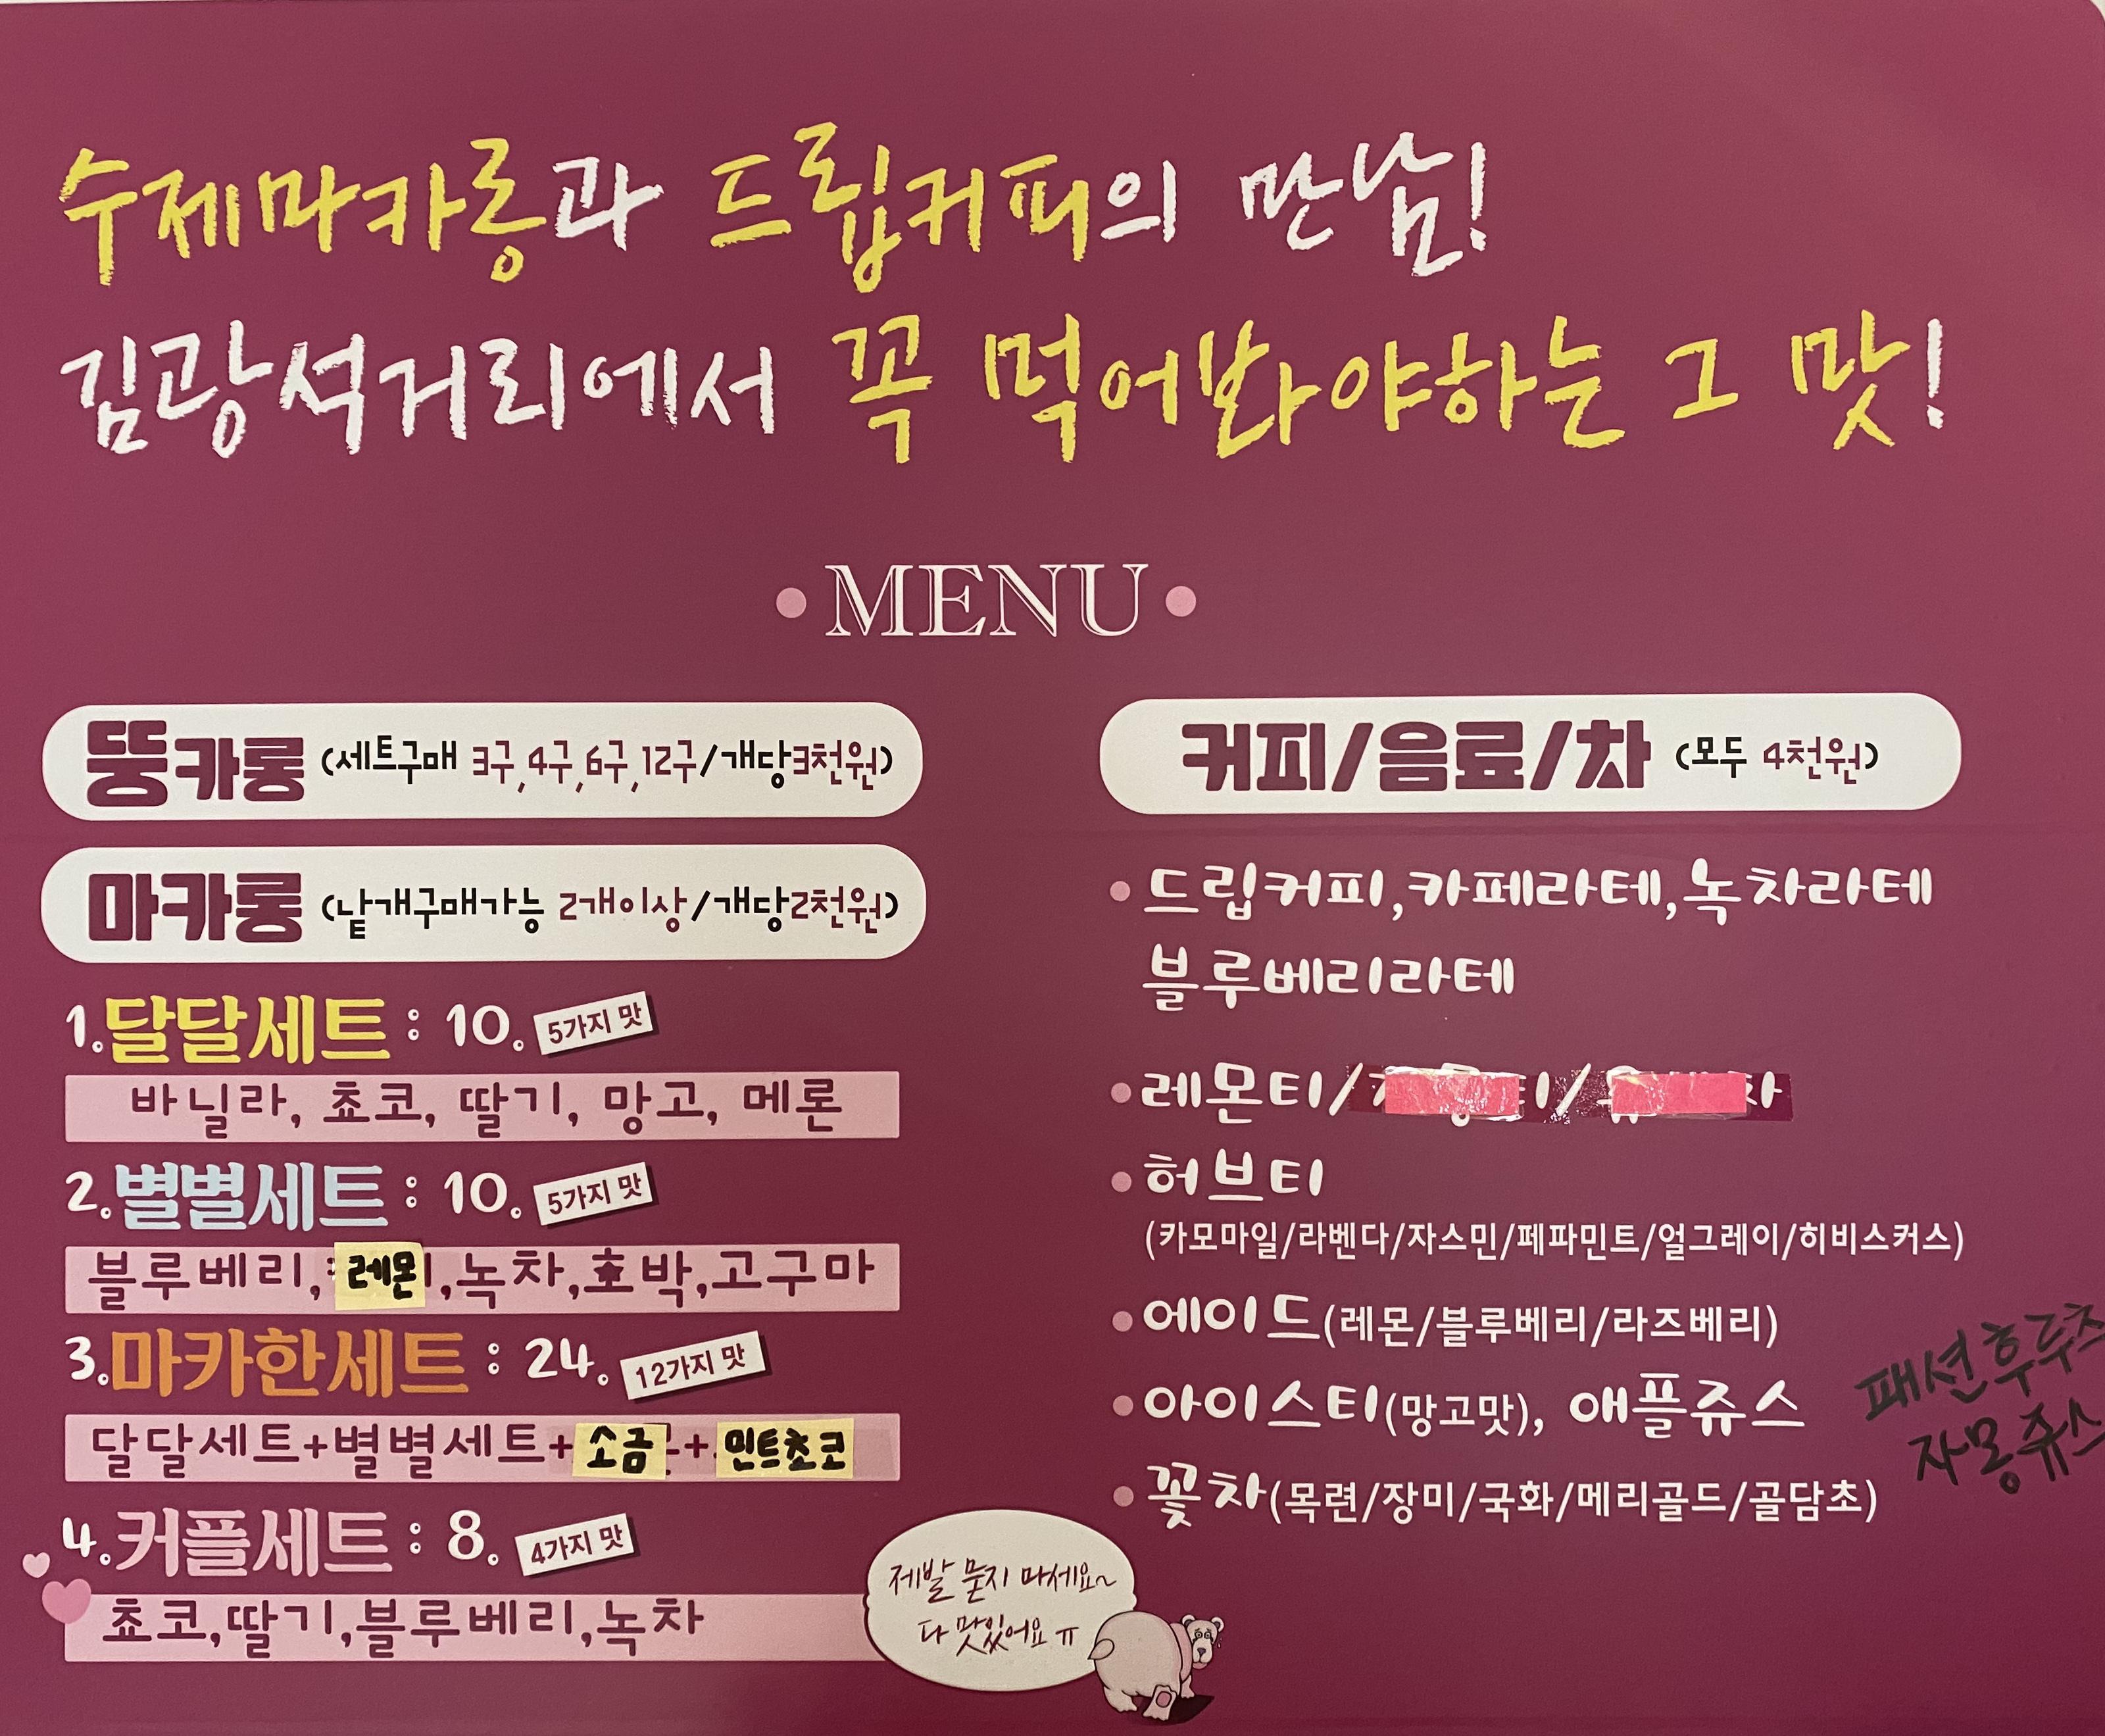 수제마카롱과 드립커피의 만남!
김광석거리에서 꼭 먹어봐야하는 그 맛!
MENU
뚱카롱 (세트구매 3구,4구,6구,12구/개당3천원)
마카롱 (낱개구매가능 2개이상/개당2천원)
1.달달세트 : 10. 5가지 맛
바닐라, 쵸코, 딸기, 망고, 메론
2.별별세트 : 10. 5가지 맛
블루베리, 레몬 ,녹차,호박,고구마
3.마카한세트 : 24. 12가지 맛
달달세트+별별세트+ 소금 + 민트초코
4.커플세트 : 8. 4가지 맛
쵸코,딸기,블루베리,녹차
제발 묻지 마세요~
다 맛있어요 ㅠ
커피/음료/차 (모두 4천원)
드립커피,카페라테,녹차라테
블루베리라테
레몬티/
허브티
(카모마일/라벤다/자스민/페파민트/얼그레이/히비스커스)
에이드(레몬/블루베리/라즈베리)
아이스티(망고맛), 애플쥬스
꽃차(목련/장미/국화/메리골드/골담초)
패션후루츠
자몽쥬스